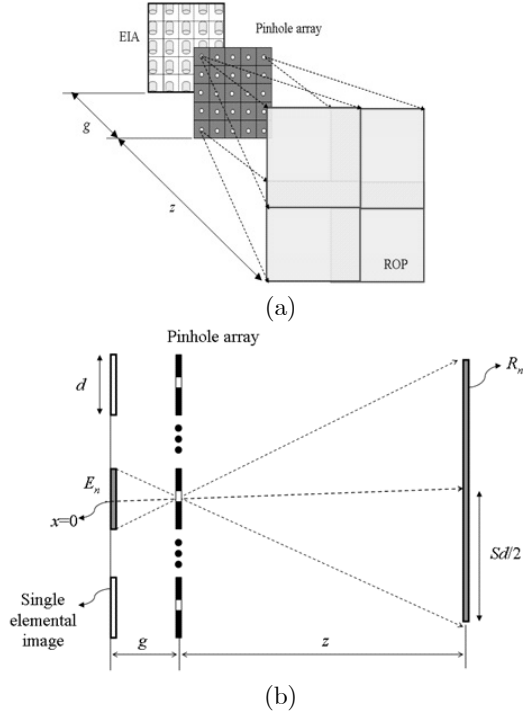 EIA
Pinhole array
g
z
ROP
(a)
Pinhole array
d
R_n
E_n
x=0
Sd/2
Single
elemental
image
g
z
(b)